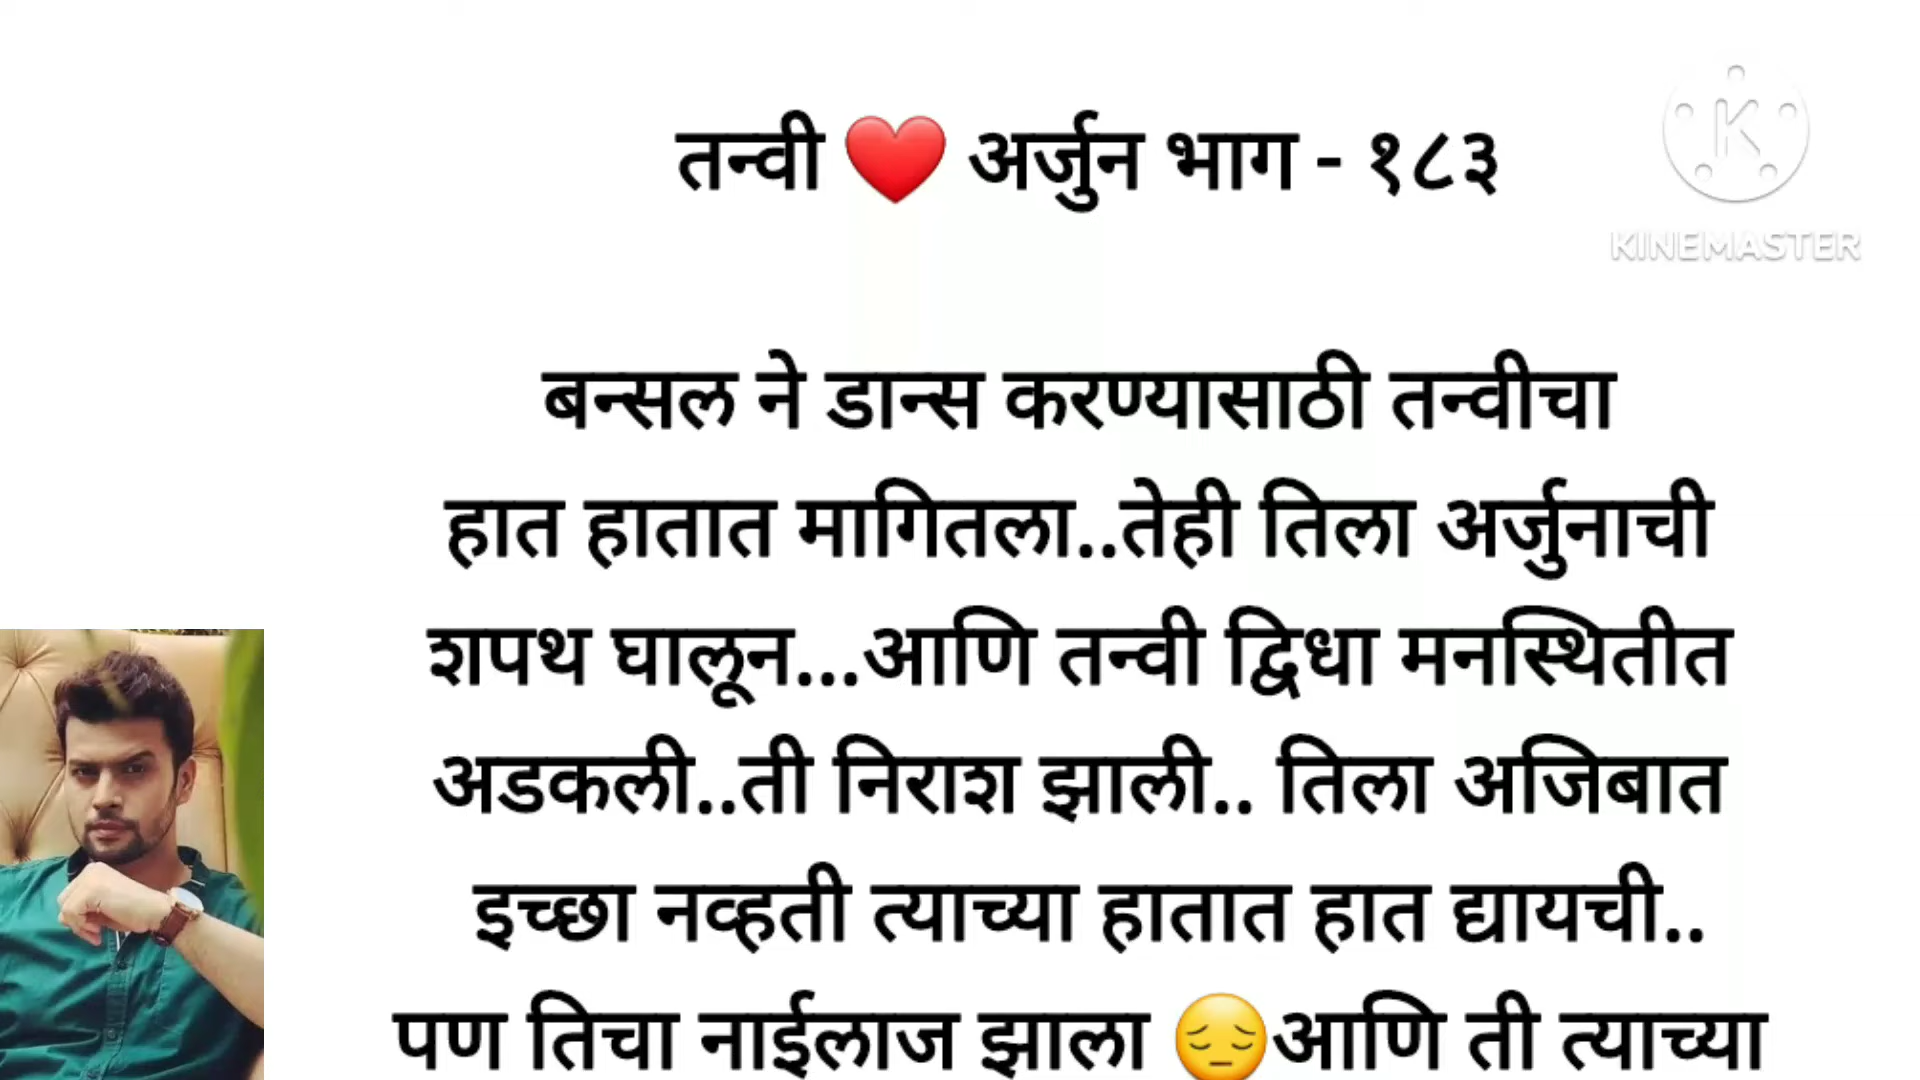 तन्वी ❤️ अर्जुन भाग - १८३
KINEMASTER
बन्सल ने डान्स करण्यासाठी तन्वीचा
हात हातात मागितला..तेही तिला अर्जुनाची
शपथ घालून...आणि तन्वी द्विधा मनस्थितीत
अडकली..ती निराश झाली.. तिला अजिबात
इच्छा नव्हती त्याच्या हातात हात द्यायची..
पण तिचा नाईलाज झाला 😔आणि ती त्याच्या